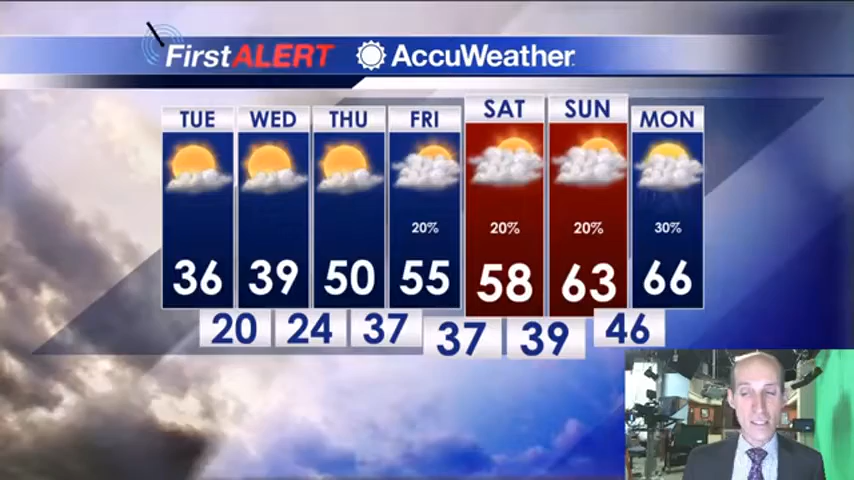 FirstALERT AccuWeather
TUE WED THU FRI SAT SUN MON
20% 20% 20% 30%
36 39 50 55 58 63 66
20 24 37 37 39 46